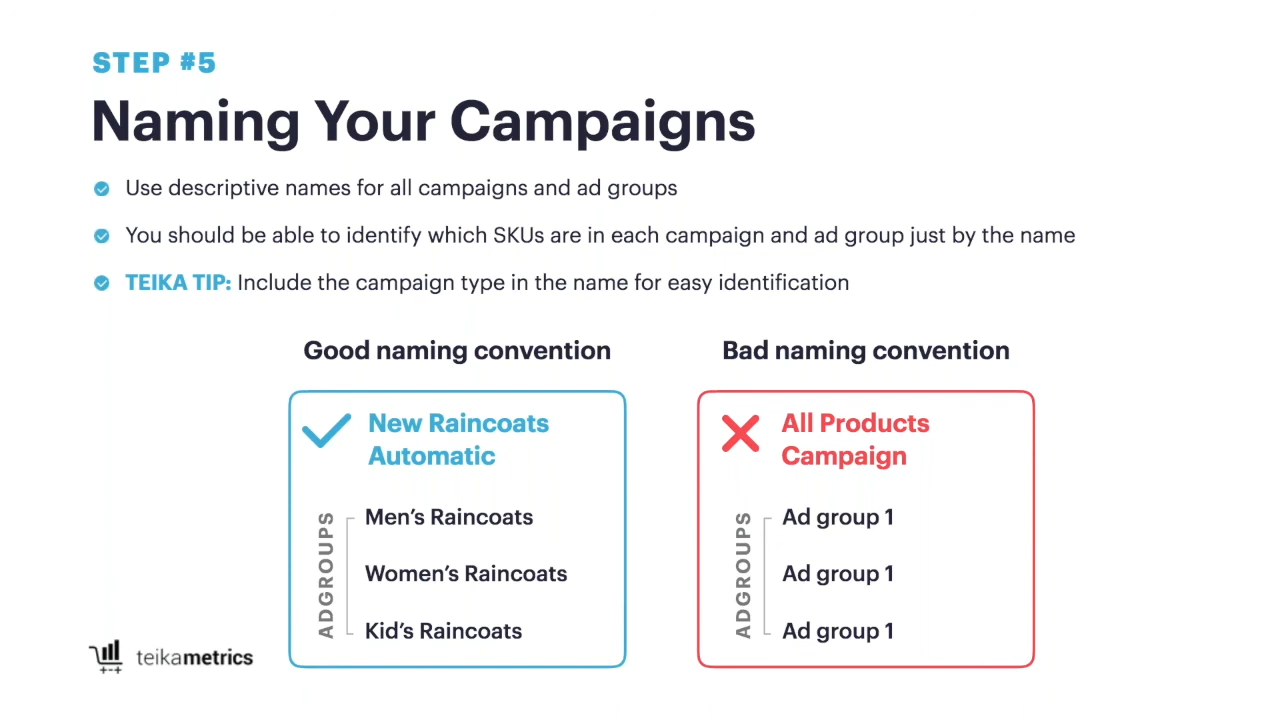 STEP #5
Naming Your Campaigns
Use descriptive names for all campaigns and ad groups
You should be able to identify which SKUs are in each campaign and ad group just by the name
TEIKA TIP: Include the campaign type in the name for easy identification
Good naming convention
New Raincoats
Automatic
ADGROUPS
Men’s Raincoats
Women’s Raincoats
Kid’s Raincoats
Bad naming convention
All Products
Campaign
ADGROUPS
Ad group 1
Ad group 1
Ad group 1
teikametrics